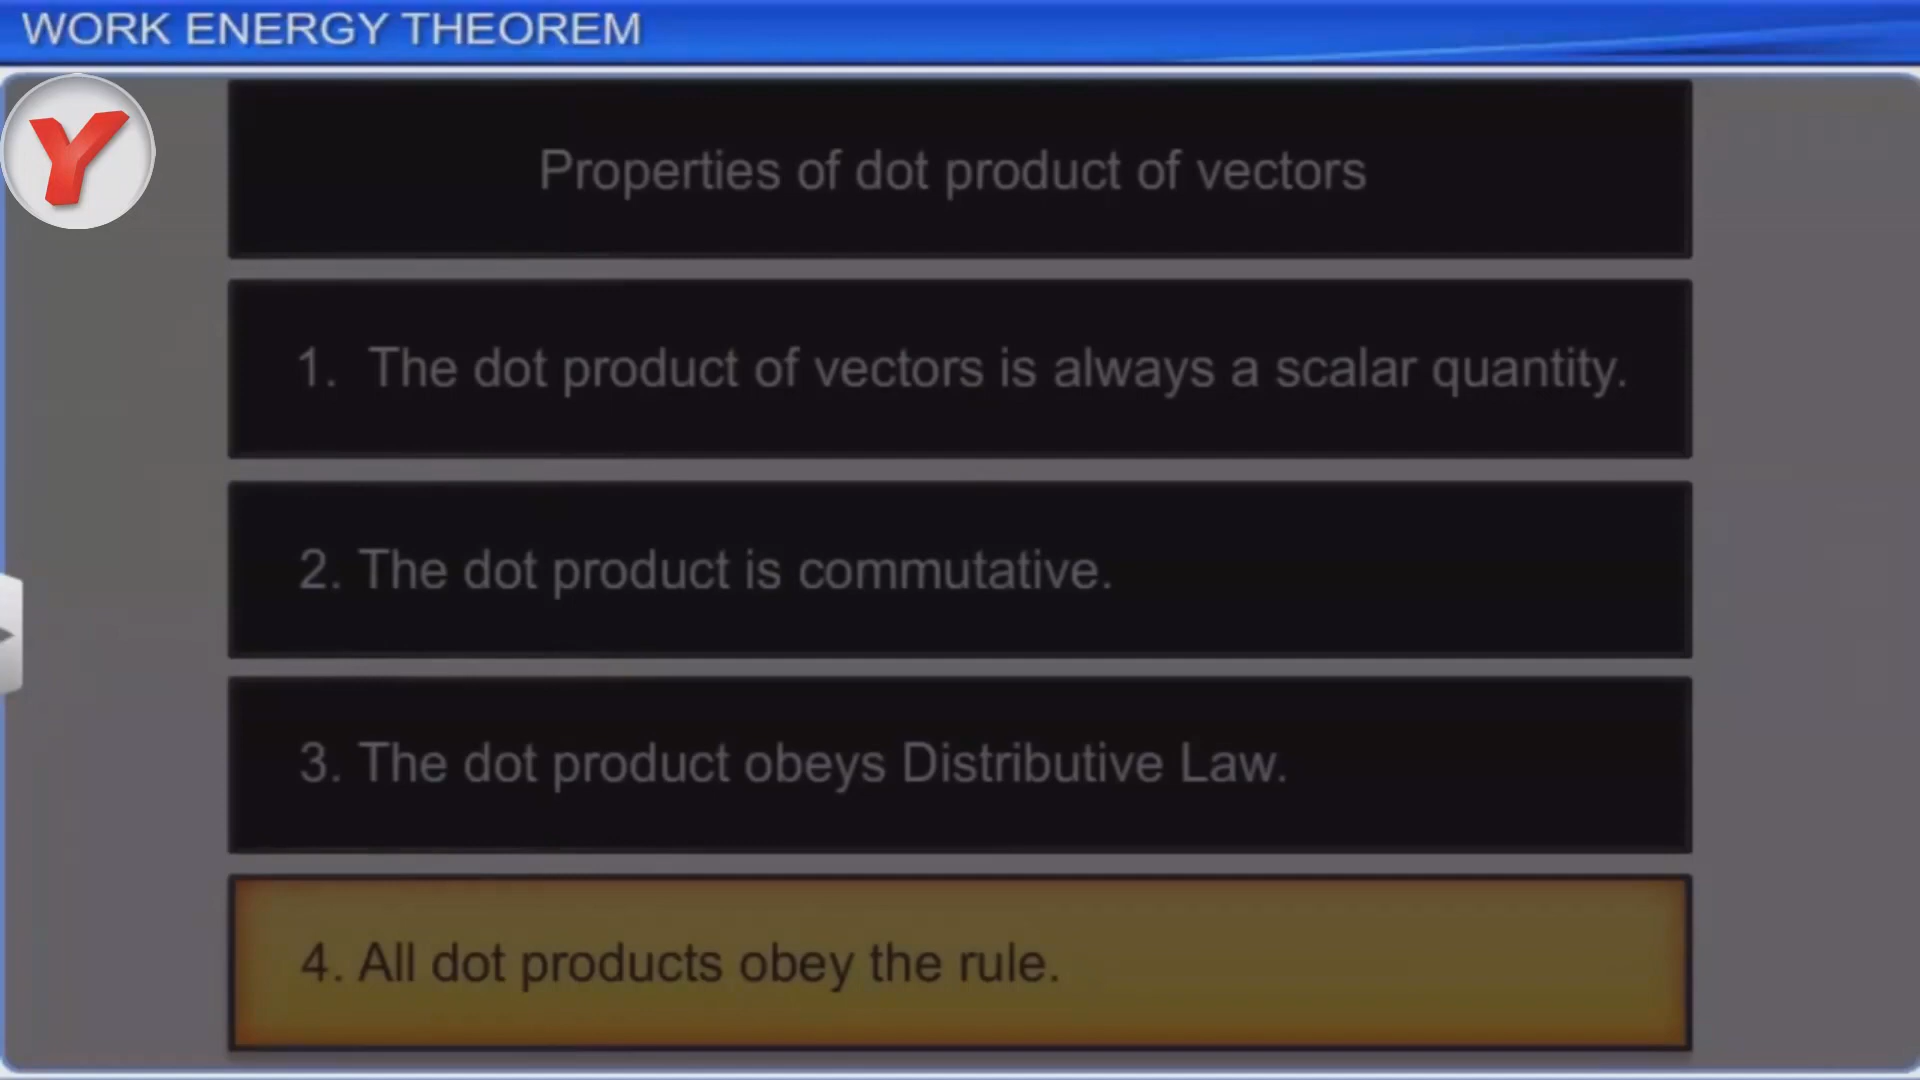 WORK ENERGY THEOREM
Y
Properties of dot product of vectors
1. The dot product of vectors is always a scalar quantity.
2. The dot product is commutative.
3. The dot product obeys Distributive Law.
4. All dot products obey the rule.